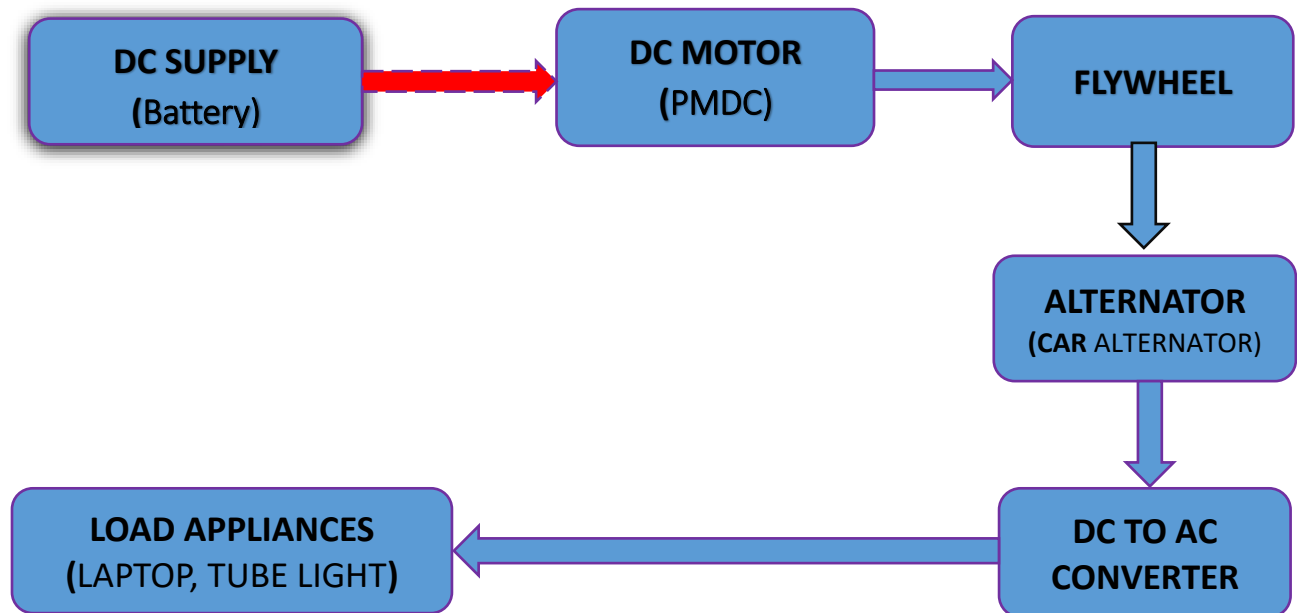 DC SUPPLY
(Battery)
DC MOTOR
(PMDC)
FLYWHEEL
ALTERNATOR
(CAR ALTERNATOR)
DC TO AC
CONVERTER
LOAD APPLIANCES
(LAPTOP, TUBE LIGHT)